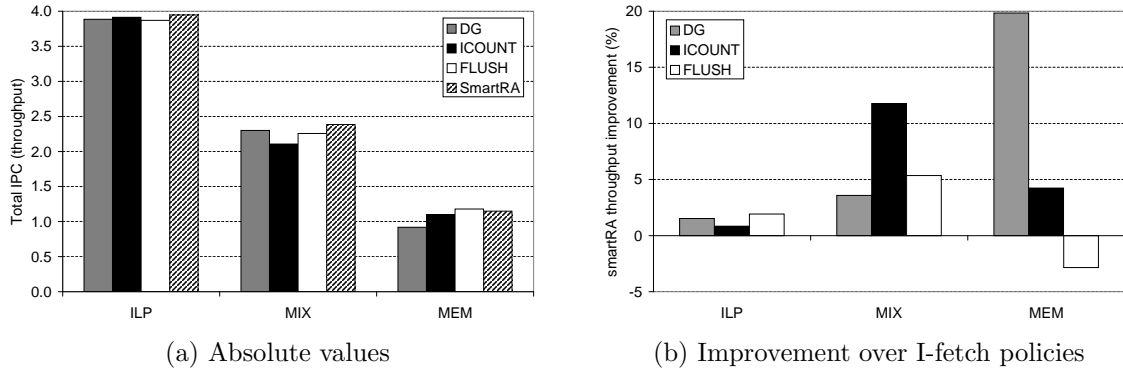 4.0
3.5
3.0
2.5
2.0
1.5
1.0
0.5
0.0
Total IPC (throughput)
DG
ICOUNT
FLUSH
SmartRA
ILP MIX MEM
(a) Absolute values
20
15
10
5
0
-5
smartRA throughput improvement (%)
DG
ICOUNT
FLUSH
ILP MIX MEM
(b) Improvement over I-fetch policies